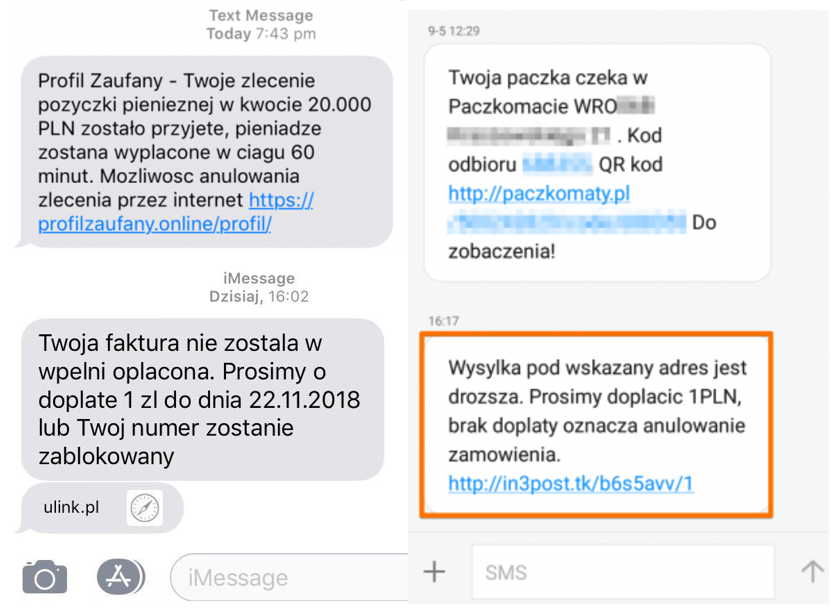 Text Message
Today 7:43 pm
Profil Zaufany - Twoje zlecenie
pozyczki pienieznej w kwocie 20.000
PLN zostało przyjete, pieniadze
zostana wyplacone w ciagu 60
minut. Mozliwosc anulowania
zlecenia przez internet https://
profilzaufany.online/profil/
iMessage
Dzisiaj, 16:02
Twoja faktura nie zostala w
wpelni oplacona. Prosimy o
doplate 1 zl do dnia 22.11.2018
lub Twoj numer zostanie
zablokowany
ulink.pl
iMessage
9-5 12:29
Twoja paczka czeka w
Paczkomacie WRO
. Kod
odbioru QR kod
http://paczkomaty.pl
Do
zobaczenia!
16:17
Wysylka pod wskazany adres jest
drozsza. Prosimy doplacic 1PLN,
brak doplaty oznacza anulowanie
zamowienia.
http://in3post.tk/b6s5avv/1
SMS